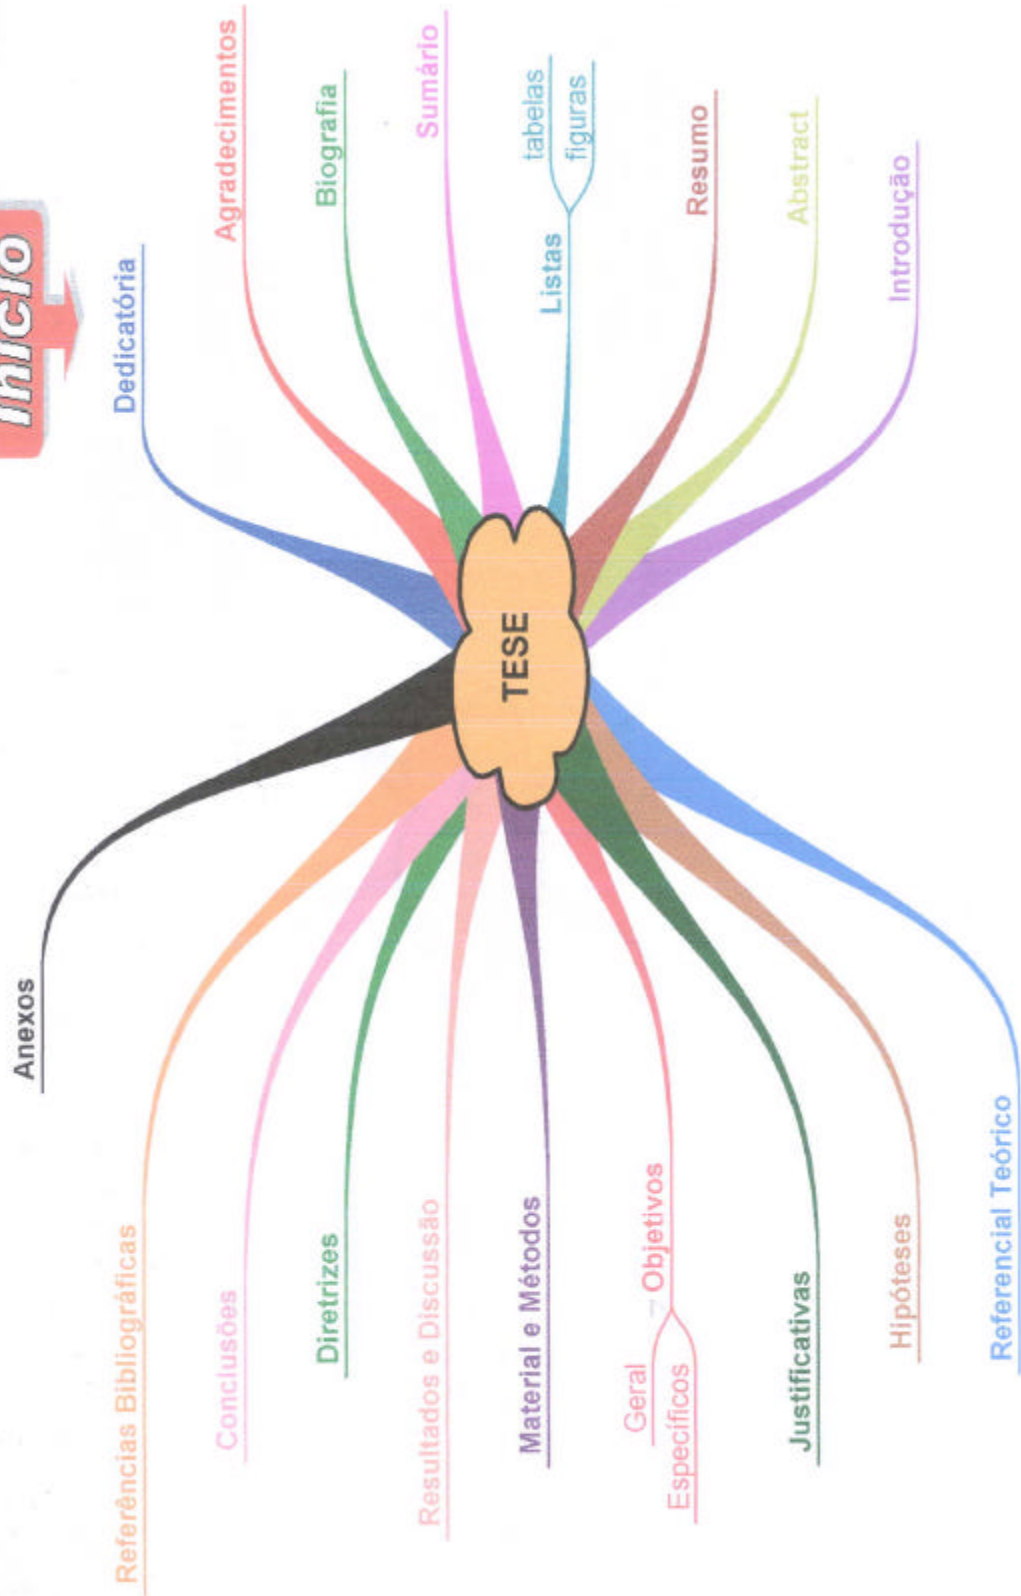 Início
Dedicatória
Agradecimentos
Biografia
Sumário
Listas
tabelas
figuras
Resumo
Abstract
Introdução
TESE
Referencial Teórico
Hipóteses
Justificativas
Objetivos
Geral
Específicos
Material e Métodos
Resultados e Discussão
Diretrizes
Conclusões
Referências Bibliográficas
Anexos